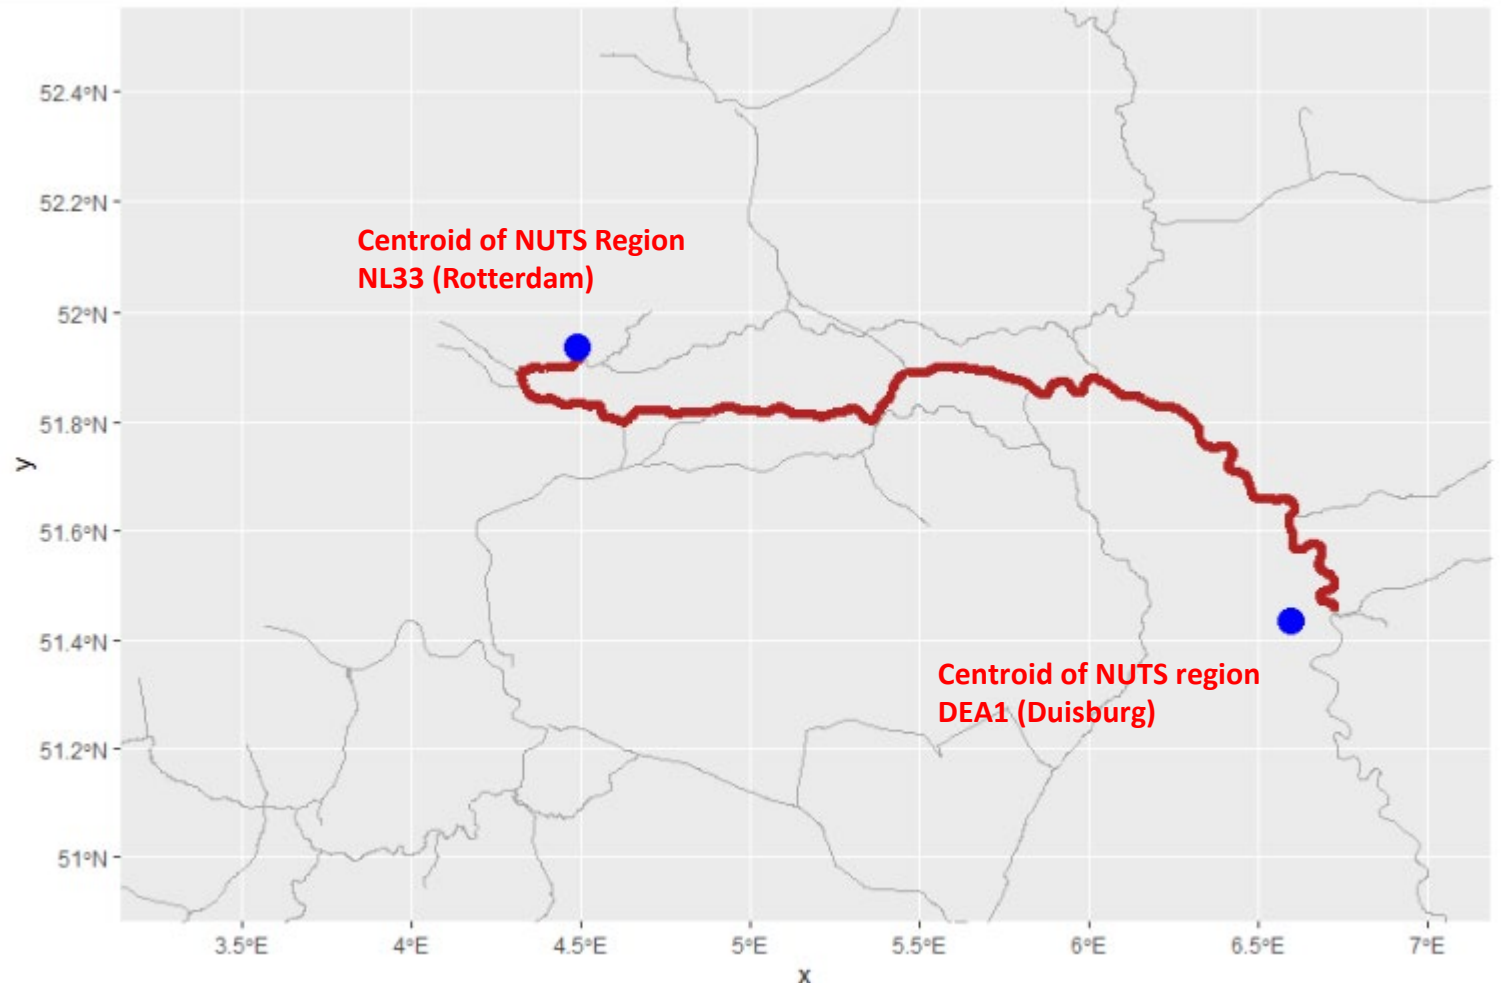 52.4°N
52.2°N
Centroid of NUTS Region
NL33 (Rotterdam)
52°N
51.8°N
y
51.6°N
51.4°N
Centroid of NUTS region
DEA1 (Duisburg)
51.2°N
51°N
3.5°E 4°E 4.5°E 5°E 5.5°E 6°E 6.5°E 7°E
x